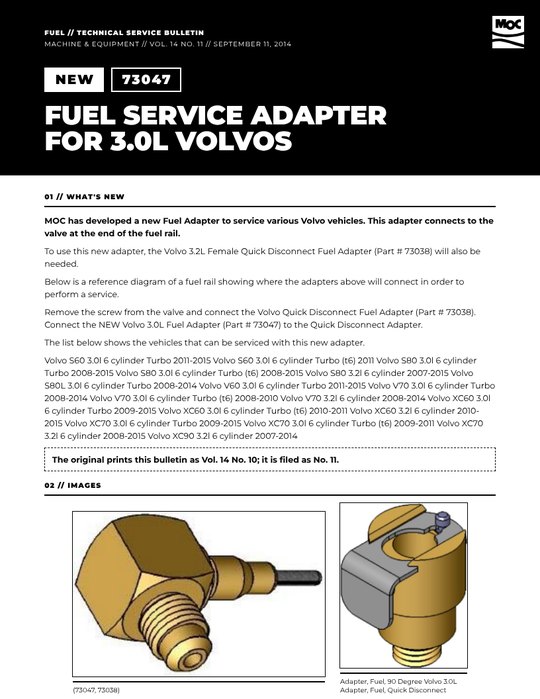 FUEL // TECHNICAL SERVICE BULLETIN
MACHINE & EQUIPMENT // VOL. 14 NO. 11 // SEPTEMBER 11, 2014
MOC
NEW
73047
FUEL SERVICE ADAPTER
FOR 3.0L VOLVOS
01 // WHAT'S NEW
MOC has developed a new Fuel Adapter to service various Volvo vehicles. This adapter connects to the
valve at the end of the fuel rail.
To use this new adapter, the Volvo 3.2L Female Quick Disconnect Fuel Adapter (Part # 73038) will also be
needed.
Below is a reference diagram of a fuel rail showing where the adapters above will connect in order to
perform a service.
Remove the screw from the valve and connect the Volvo Quick Disconnect Fuel Adapter (Part # 73038).
Connect the NEW Volvo 3.0L Fuel Adapter (Part # 73047) to the Quick Disconnect Adapter.
The list below shows the vehicles that can be serviced with this new adapter.
Volvo S60 3.0l 6 cylinder Turbo 2011-2015 Volvo S60 3.0l 6 cylinder Turbo (t6) 2011 Volvo S80 3.0l 6 cylinder
Turbo 2008-2015 Volvo S80 3.0l 6 cylinder Turbo (t6) 2008-2015 Volvo S80 3.2l 6 cylinder 2007-2015 Volvo
S80L 3.0l 6 cylinder Turbo 2008-2014 Volvo V60 3.0l 6 cylinder Turbo 2011-2015 Volvo V70 3.0l 6 cylinder Turbo
2008-2014 Volvo V70 3.0l 6 cylinder Turbo (t6) 2008-2010 Volvo V70 3.2l 6 cylinder 2008-2014 Volvo XC60 3.0l
6 cylinder Turbo 2009-2015 Volvo XC60 3.0l 6 cylinder Turbo (t6) 2010-2011 Volvo XC60 3.2l 6 cylinder 2010-
2015 Volvo XC70 3.0l 6 cylinder Turbo 2009-2015 Volvo XC70 3.0l 6 cylinder Turbo (t6) 2009-2011 Volvo XC70
3.2l 6 cylinder 2008-2015 Volvo XC90 3.2l 6 cylinder 2007-2014
The original prints this bulletin as Vol. 14 No. 10; it is filed as No. 11.
02 // IMAGES
(73047, 73038)
Adapter, Fuel, 90 Degree Volvo 3.0L
Adapter, Fuel, Quick Disconnect